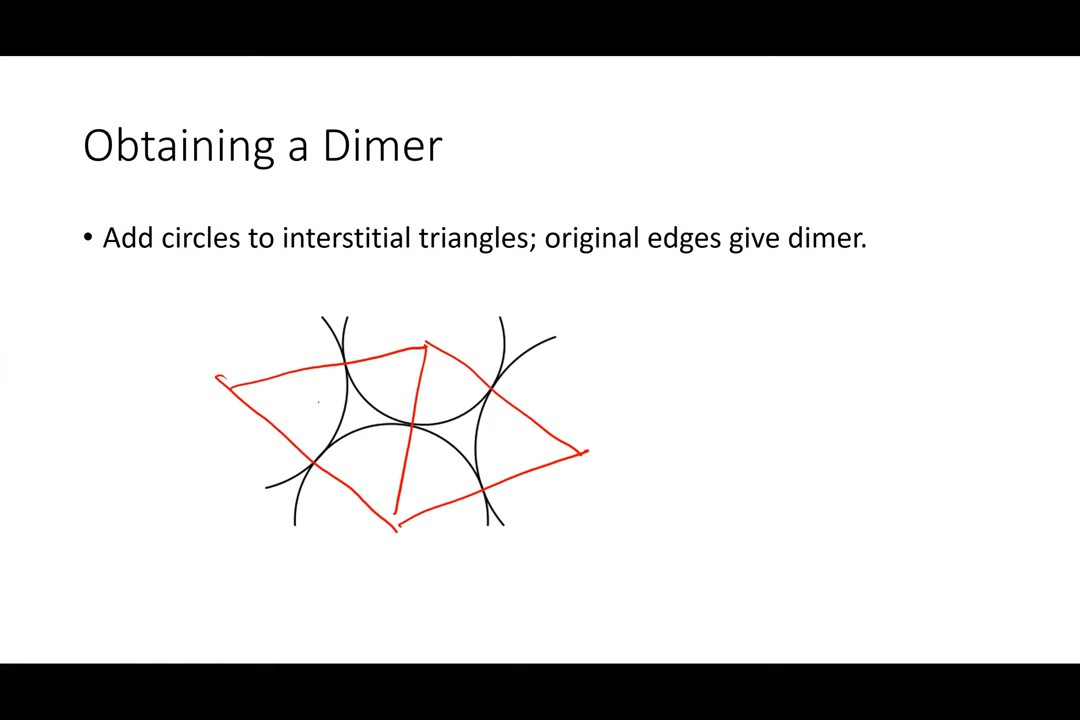 Obtaining a Dimer
• Add circles to interstitial triangles; original edges give dimer.